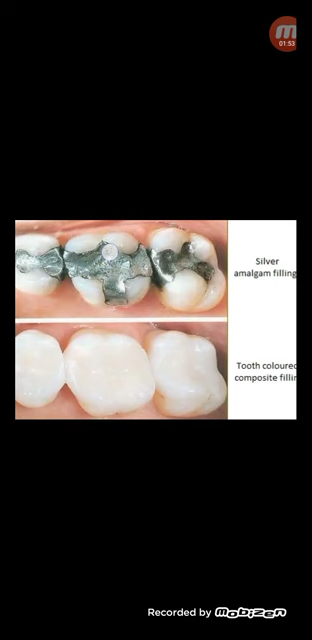 01:53
Silver
amalgam filling
Tooth coloured
composite fillin
Recorded by mobizen